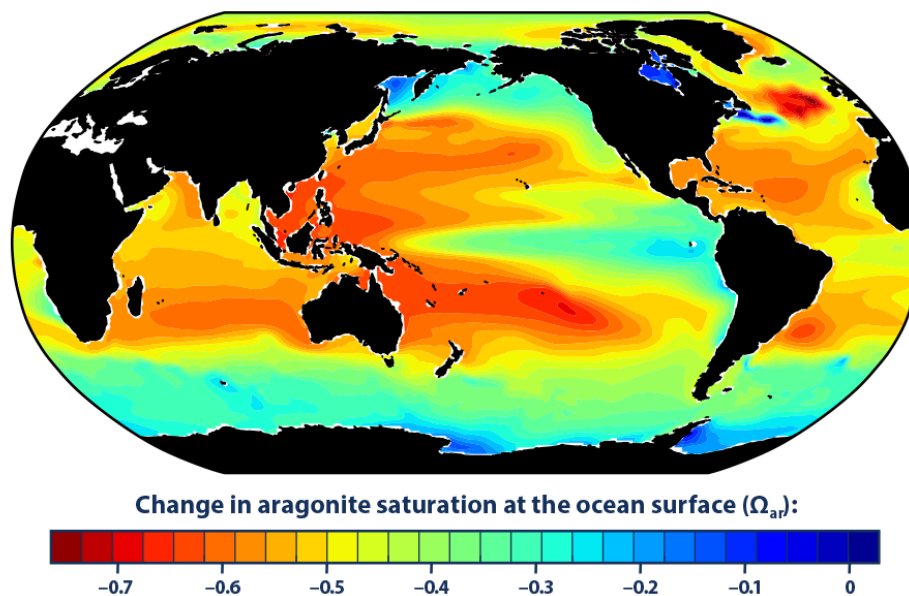 Change in aragonite saturation at the ocean surface (Ωar):
−0.7 −0.6 −0.5 −0.4 −0.3 −0.2 −0.1 0